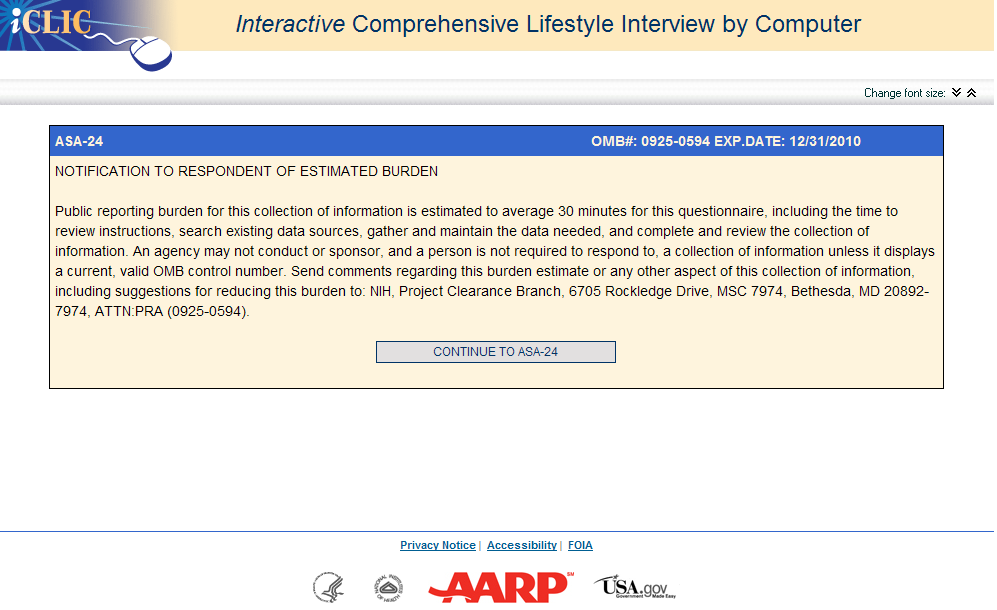 iCLIC
Interactive Comprehensive Lifestyle Interview by Computer
Change font size:
ASA-24 OMB#: 0925-0594 EXP.DATE: 12/31/2010
NOTIFICATION TO RESPONDENT OF ESTIMATED BURDEN
Public reporting burden for this collection of information is estimated to average 30 minutes for this questionnaire, including the time to
review instructions, search existing data sources, gather and maintain the data needed, and complete and review the collection of
information. An agency may not conduct or sponsor, and a person is not required to respond to, a collection of information unless it displays
a current, valid OMB control number. Send comments regarding this burden estimate or any other aspect of this collection of information,
including suggestions for reducing this burden to: NIH, Project Clearance Branch, 6705 Rockledge Drive, MSC 7974, Bethesda, MD 20892-
7974, ATTN:PRA (0925-0594).
CONTINUE TO ASA-24
Privacy Notice | Accessibility | FOIA
AARP SM
USA.gov
Government Made Easy